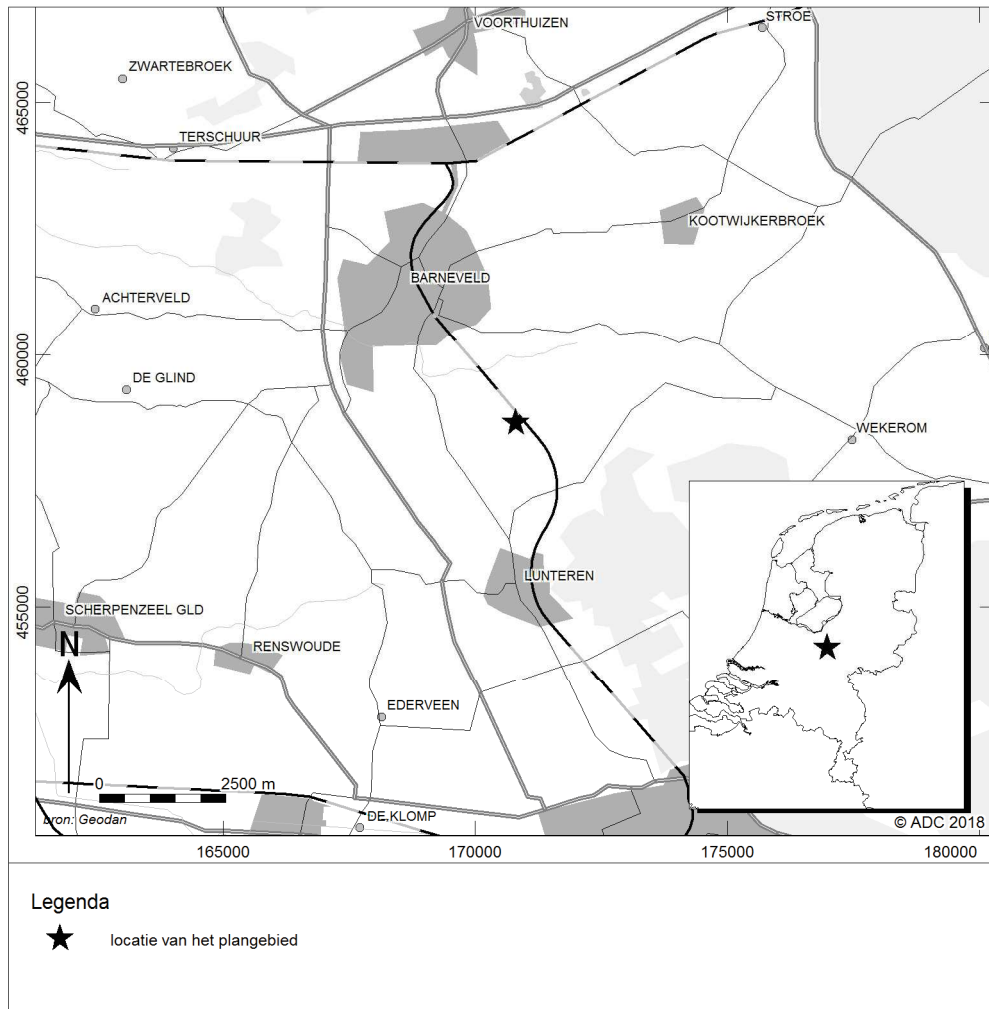 VOORTHUIZEN
STROE
ZWARTEBROEK
465000
TERSCHUUR
KOOTWIJKERBROEK
BARNEVELD
ACHTERVELD
460000
DE GLIND
WEKEROM
LUNTEREN
455000
SCHERPENZEEL GLD
N
RENSWOUDE
EDERVEEN
0 2500 m
bron: Geodan
DE KLOMP
© ADC 2018
165000 170000 175000 180000
Legenda
locatie van het plangebied